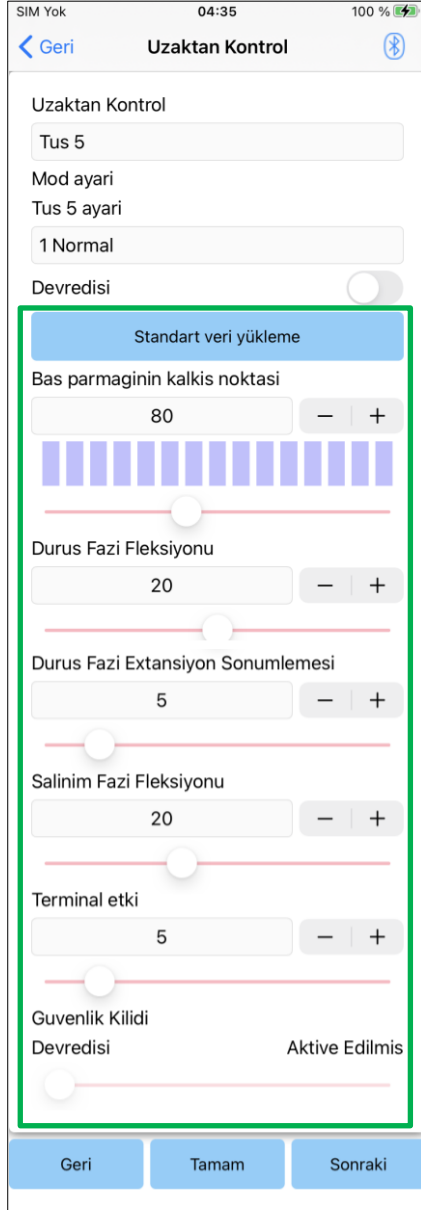 SIM Yok 04:35 100 %
Geri Uzaktan Kontrol
Uzaktan Kontrol
Tus 5
Mod ayari
Tus 5 ayari
1 Normal
Devredisi
Standart veri yükleme
Bas parmaginin kalkis noktasi
80 − +
Durus Fazi Fleksiyonu
20 − +
Durus Fazi Extansiyon Sonumlemesi
5 − +
Salinim Fazi Fleksiyonu
20 − +
Terminal etki
5 − +
Guvenlik Kilidi
Devredisi Aktive Edilmis
Geri Tamam Sonraki